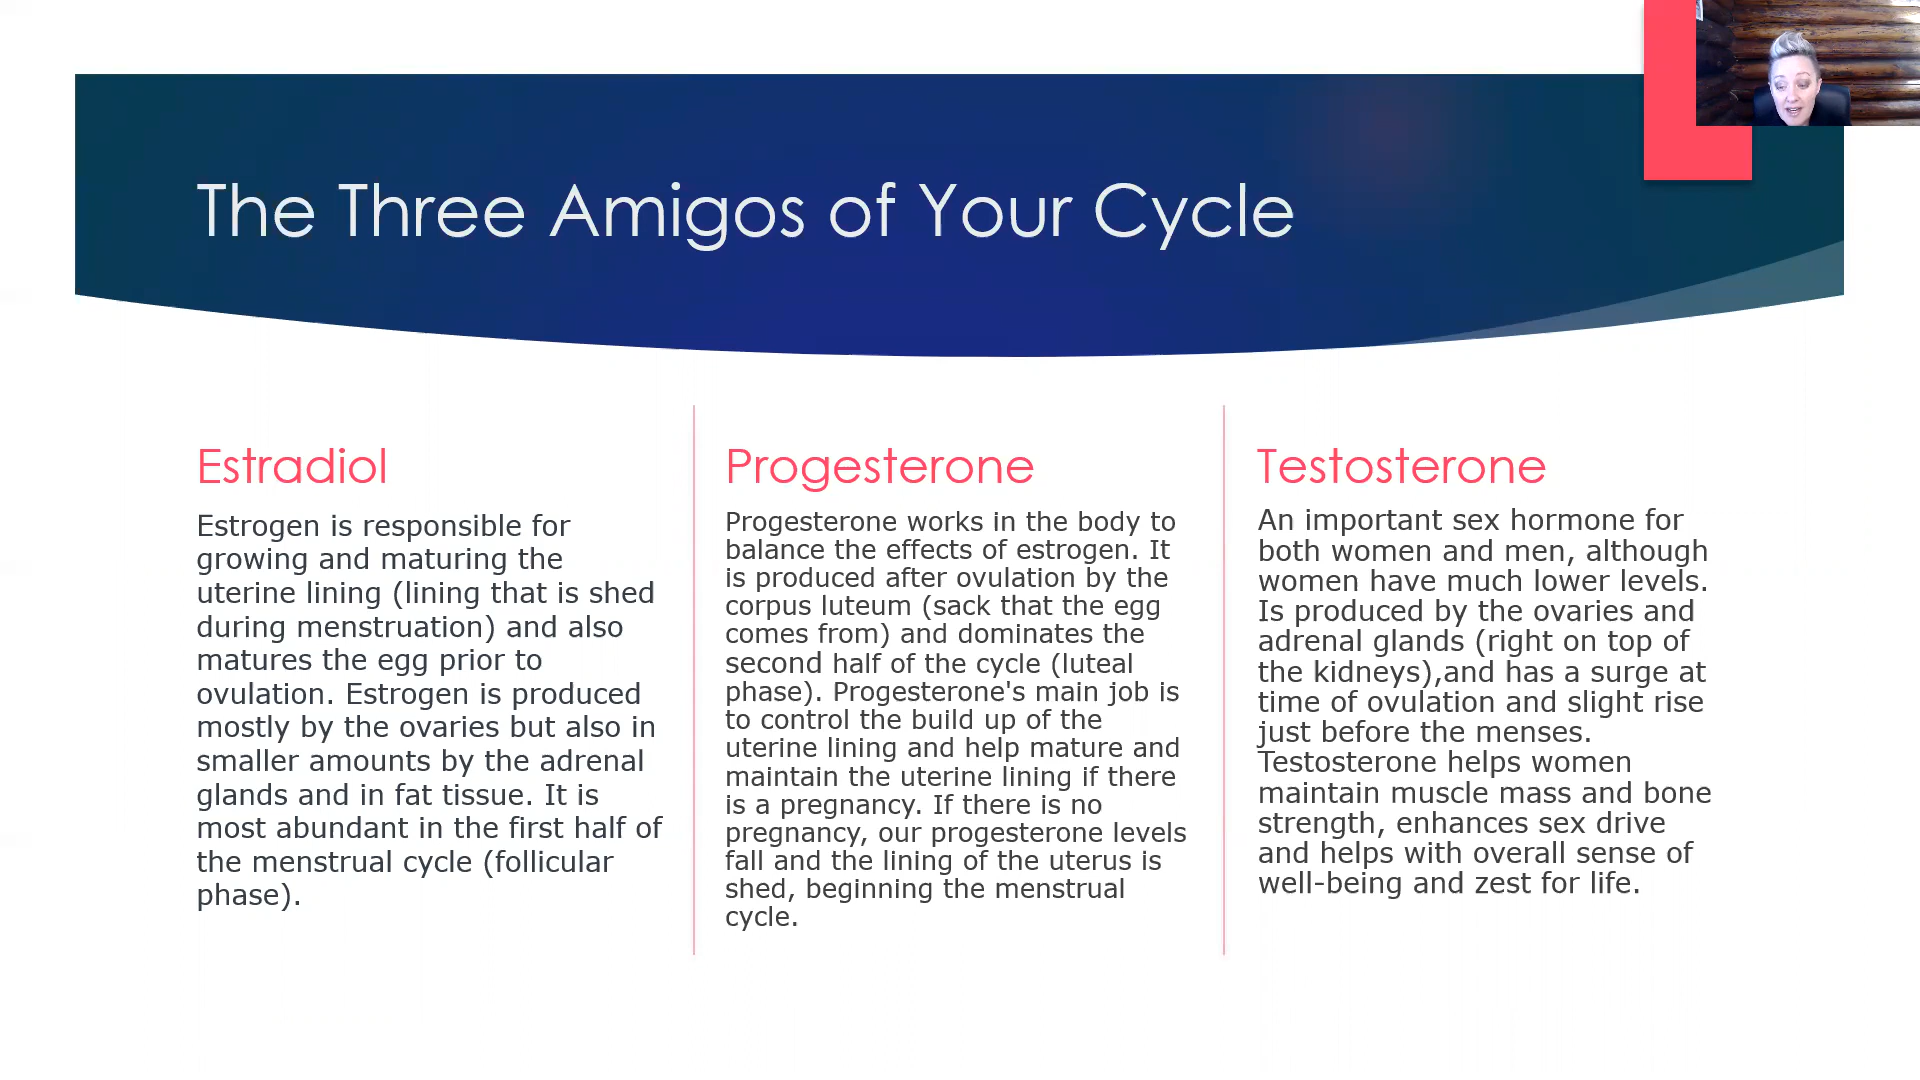 The Three Amigos of Your Cycle
Estradiol
Estrogen is responsible for
growing and maturing the
uterine lining (lining that is shed
during menstruation) and also
matures the egg prior to
ovulation. Estrogen is produced
mostly by the ovaries but also in
smaller amounts by the adrenal
glands and in fat tissue. It is
most abundant in the first half of
the menstrual cycle (follicular
phase).
Progesterone
Progesterone works in the body to
balance the effects of estrogen. It
is produced after ovulation by the
corpus luteum (sack that the egg
comes from) and dominates the
second half of the cycle (luteal
phase). Progesterone's main job is
to control the build up of the
uterine lining and help mature and
maintain the uterine lining if there
is a pregnancy. If there is no
pregnancy, our progesterone levels
fall and the lining of the uterus is
shed, beginning the menstrual
cycle.
Testosterone
An important sex hormone for
both women and men, although
women have much lower levels.
Is produced by the ovaries and
adrenal glands (right on top of
the kidneys),and has a surge at
time of ovulation and slight rise
just before the menses.
Testosterone helps women
maintain muscle mass and bone
strength, enhances sex drive
and helps with overall sense of
well-being and zest for life.